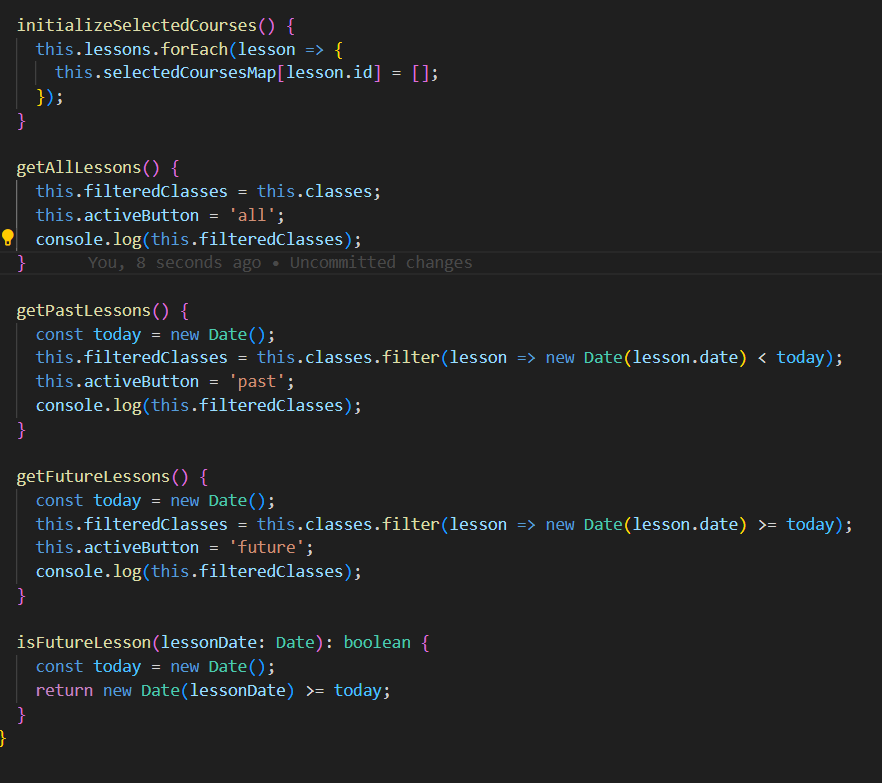 initializeSelectedCourses() {
this.lessons.forEach(lesson => {
this.selectedCoursesMap[lesson.id] = [];
});
}
getAllLessons() {
this.filteredClasses = this.classes;
this.activeButton = 'all';
console.log(this.filteredClasses);
} You, 8 seconds ago • Uncommitted changes
getPastLessons() {
const today = new Date();
this.filteredClasses = this.classes.filter(lesson => new Date(lesson.date) < today);
this.activeButton = 'past';
console.log(this.filteredClasses);
}
getFutureLessons() {
const today = new Date();
this.filteredClasses = this.classes.filter(lesson => new Date(lesson.date) >= today);
this.activeButton = 'future';
console.log(this.filteredClasses);
}
isFutureLesson(lessonDate: Date): boolean {
const today = new Date();
return new Date(lessonDate) >= today;
}
}